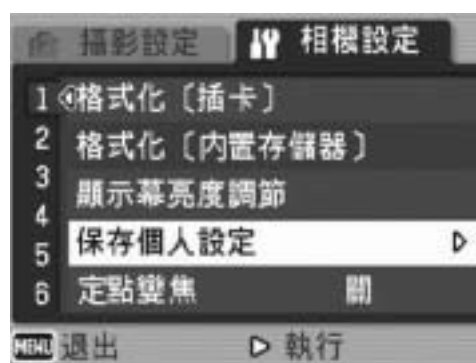 攝影設定 相機設定
1 格式化〔插卡〕
2 格式化〔内置存儲器〕
3 顯示幕亮度調節
4
5 保存個人設定
6 定點變焦 關
MENU 退出 執行